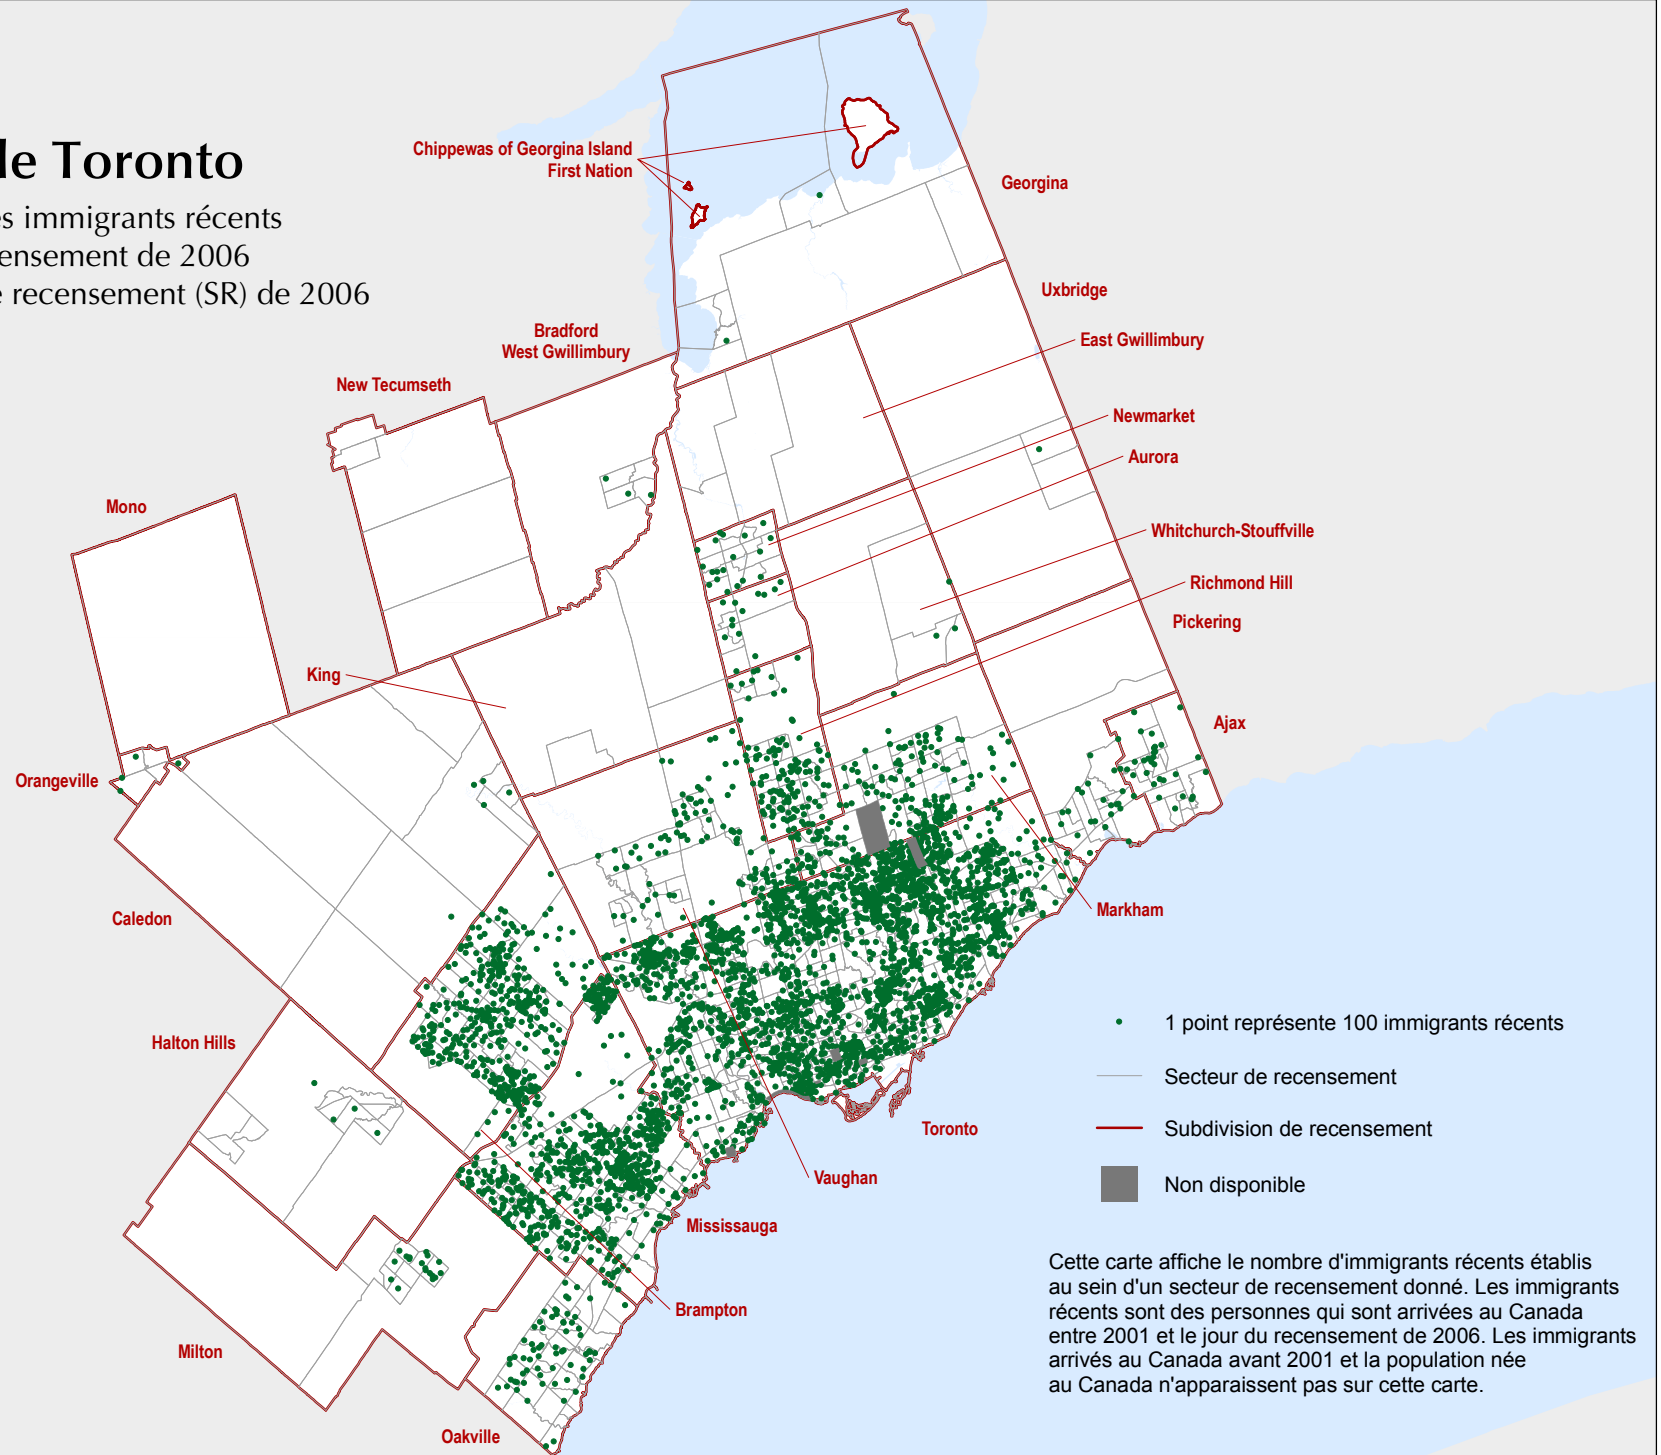 de Toronto
es immigrants récents
ensement de 2006
e recensement (SR) de 2006
Chippewas of Georgina Island
First Nation
Georgina
Uxbridge
Bradford
West Gwillimbury
East Gwillimbury
New Tecumseth
Newmarket
Aurora
Mono
Whitchurch-Stouffville
Richmond Hill
Pickering
King
Ajax
Orangeville
Markham
Caledon
Halton Hills
Toronto
Vaughan
Mississauga
Brampton
Milton
Oakville
1 point représente 100 immigrants récents
Secteur de recensement
Subdivision de recensement
Non disponible
Cette carte affiche le nombre d'immigrants récents établis
au sein d'un secteur de recensement donné. Les immigrants
récents sont des personnes qui sont arrivées au Canada
entre 2001 et le jour du recensement de 2006. Les immigrants
arrivés au Canada avant 2001 et la population née
au Canada n'apparaissent pas sur cette carte.